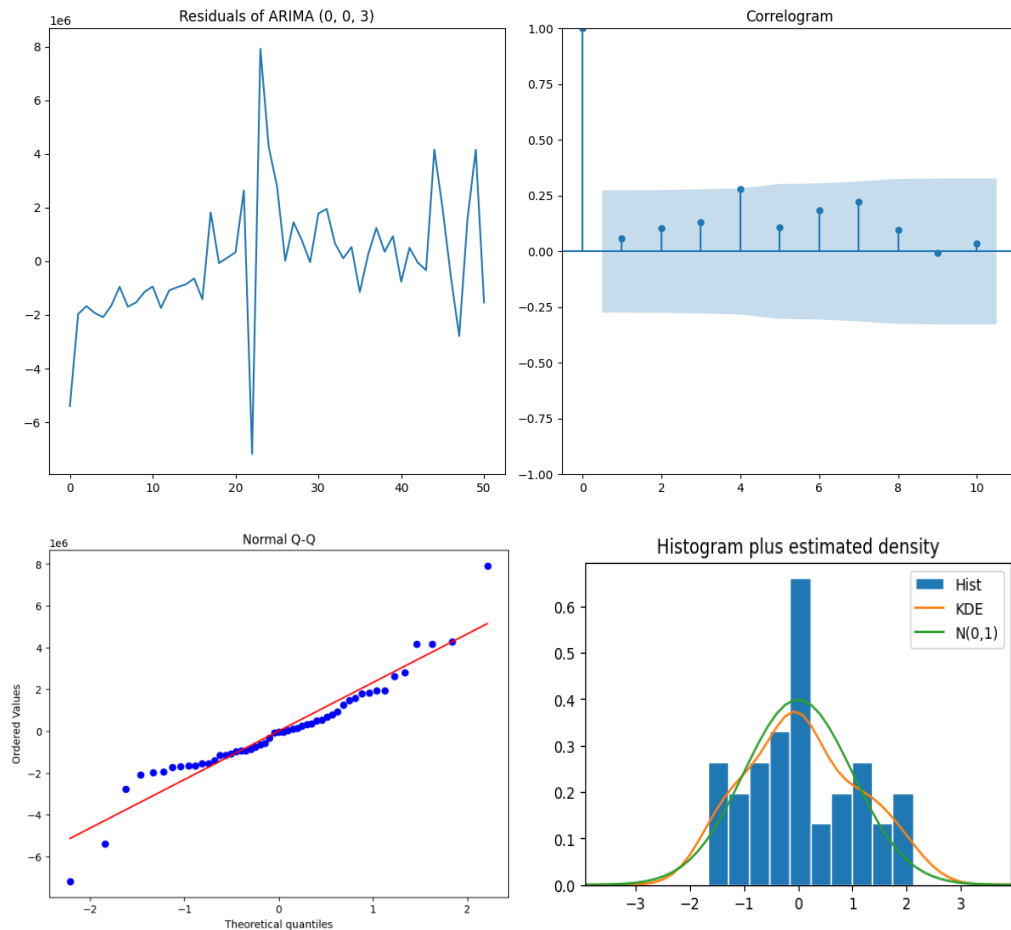 Residuals of ARIMA (0, 0, 3)
1e6
8
6
4
2
0
−2
−4
−6
0 10 20 30 40 50
Correlogram
1.00
0.75
0.50
0.25
0.00
−0.25
−0.50
−0.75
−1.00
0 2 4 6 8 10
Normal Q-Q
1e6
8
6
4
2
0
−2
−4
−6
Ordered Values
−2 −1 0 1 2
Theoretical quantiles
Histogram plus estimated density
Hist
KDE
N(0,1)
0.6
0.5
0.4
0.3
0.2
0.1
0.0
−3 −2 −1 0 1 2 3